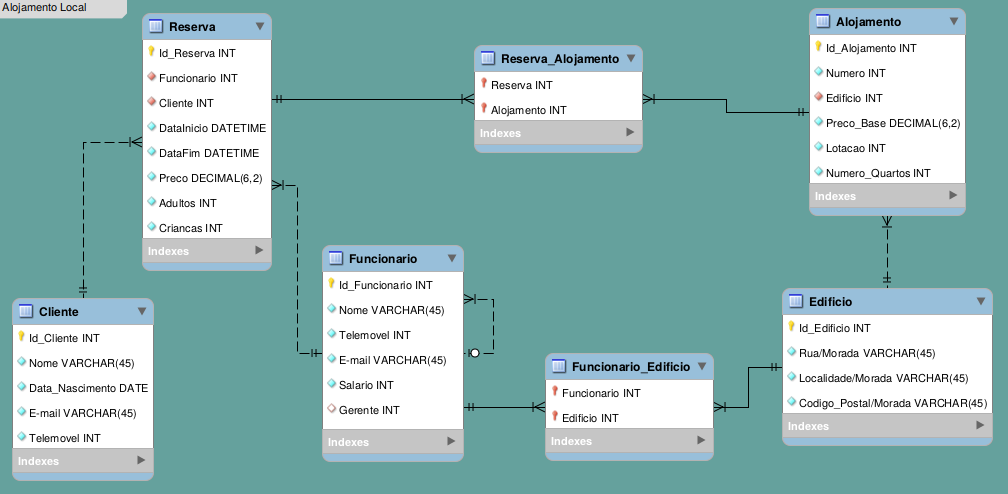 Alojamento Local
Reserva
Id_Reserva INT
Funcionario INT
Cliente INT
DataInicio DATETIME
DataFim DATETIME
Preco DECIMAL(6,2)
Adultos INT
Criancas INT
Indexes
Reserva_Alojamento
Reserva INT
Alojamento INT
Indexes
Alojamento
Id_Alojamento INT
Numero INT
Edificio INT
Preco_Base DECIMAL(6,2)
Lotacao INT
Numero_Quartos INT
Indexes
Cliente
Id_Cliente INT
Nome VARCHAR(45)
Data_Nascimento DATE
E-mail VARCHAR(45)
Telemovel INT
Indexes
Funcionario
Id_Funcionario INT
Nome VARCHAR(45)
Telemovel INT
E-mail VARCHAR(45)
Salario INT
Gerente INT
Indexes
Funcionario_Edificio
Funcionario INT
Edificio INT
Indexes
Edificio
Id_Edificio INT
Rua/Morada VARCHAR(45)
Localidade/Morada VARCHAR(45)
Codigo_Postal/Morada VARCHAR(45)
Indexes